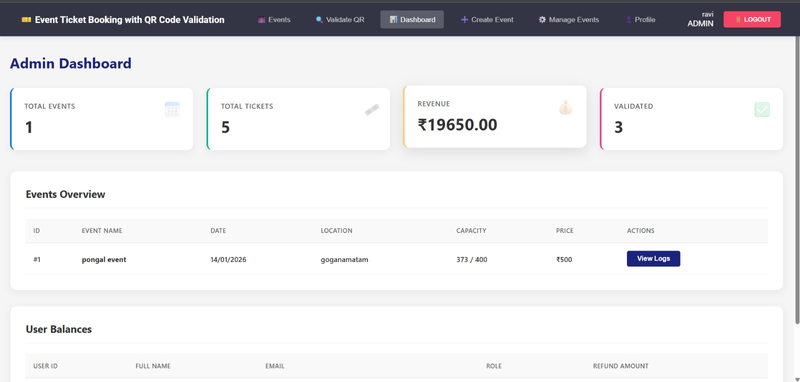 Event Ticket Booking with QR Code Validation
Events
Validate QR
Dashboard
Create Event
Manage Events
Profile
ravi
ADMIN
LOGOUT
Admin Dashboard
TOTAL EVENTS
1
TOTAL TICKETS
5
REVENUE
₹19650.00
VALIDATED
3
Events Overview
ID EVENT NAME DATE LOCATION CAPACITY PRICE ACTIONS
#1 pongal event 14/01/2026 goganamatam 373 / 400 ₹500 View Logs
User Balances
USER ID FULL NAME EMAIL ROLE REFUND AMOUNT